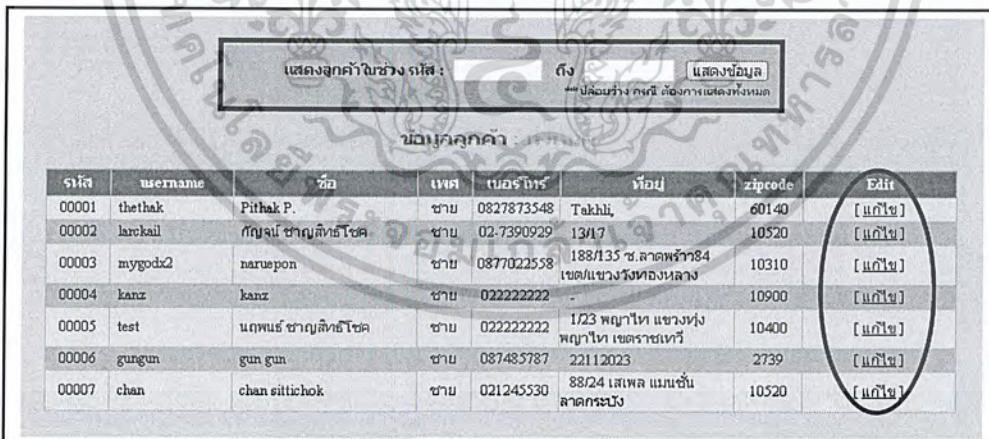 แสดงลูกค้าในช่วง รหัส : ถึง แสดงข้อมูล
*** ปล่อยว่าง กรณี ต้องการแสดงทั้งหมด
ข้อมูลลูกค้า :
รหัส username ชื่อ เพศ เบอร์โทร์ ที่อยู่ zipcode Edit
00001 thethak Pithak P. ชาย 0827873548 Takhli, 60140 [ แก้ไข ]
00002 larckail กัญจน์ ชาญสิทธิโชค ชาย 02-7390929 13/17 10520 [ แก้ไข ]
00003 mygodx2 naruepon ชาย 0877022558 188/135 ซ.ลาดพร้าว84 เขต/แขวงวังทองหลาง 10310 [ แก้ไข ]
00004 kanz kanz ชาย 022222222 - 10900 [ แก้ไข ]
00005 test นฤพนธ์ ชาญสิทธิโชค ชาย 022222222 1/23 พญาไท แขวงทุ่งพญาไท เขตราชเทวี 10400 [ แก้ไข ]
00006 gungun gun gun ชาย 087485787 22112023 2739 [ แก้ไข ]
00007 chan chan sittichok ชาย 021245530 88/24 เสเพล แมนชั่น ลาดกระบัง 10520 [ แก้ไข ]